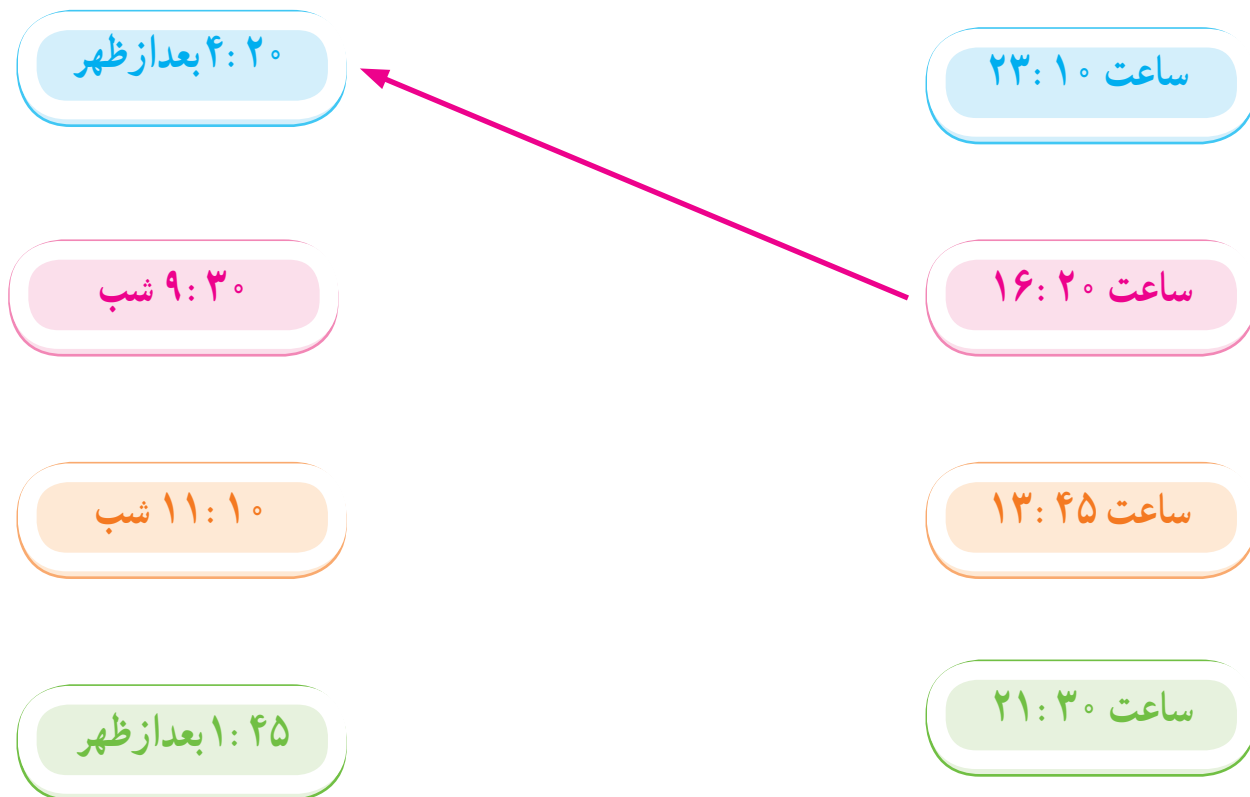 ساعت ۲۳:۱۰
۴:۲۰ بعدازظهر
ساعت ۱۶:۲۰
۹:۳۰ شب
ساعت ۱۳:۴۵
۱۱:۱۰ شب
ساعت ۲۱:۳۰
۱:۴۵ بعدازظهر